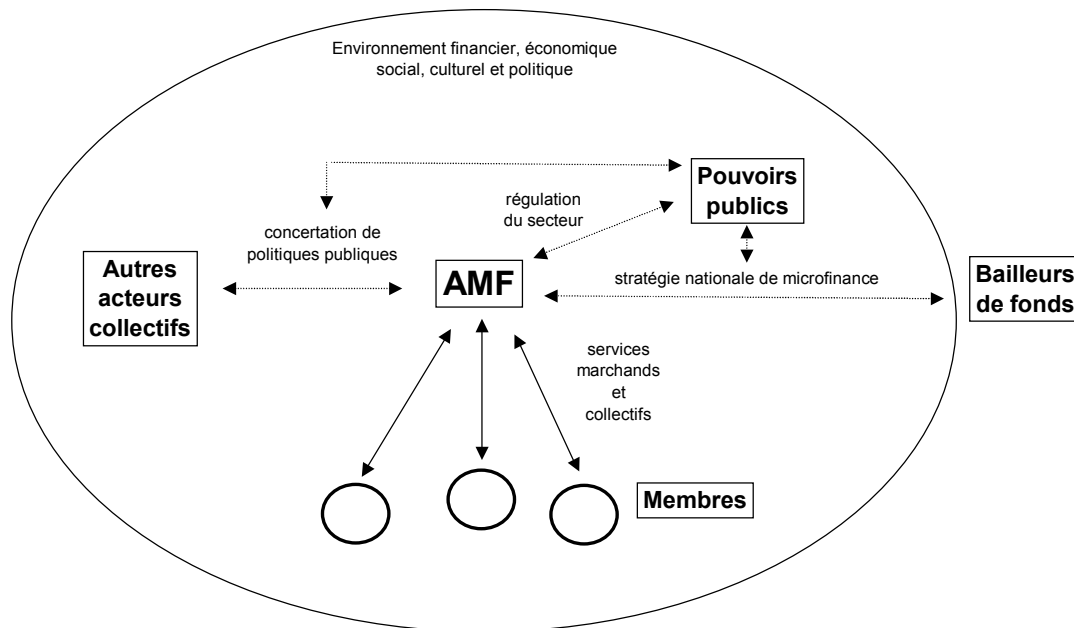 Environnement financier, économique
social, culturel et politique
Pouvoirs
publics
régulation
du secteur
concertation de
politiques publiques
Autres
acteurs
collectifs
AMF
stratégie nationale de microfinance
Bailleurs
de fonds
services
marchands
et
collectifs
Membres